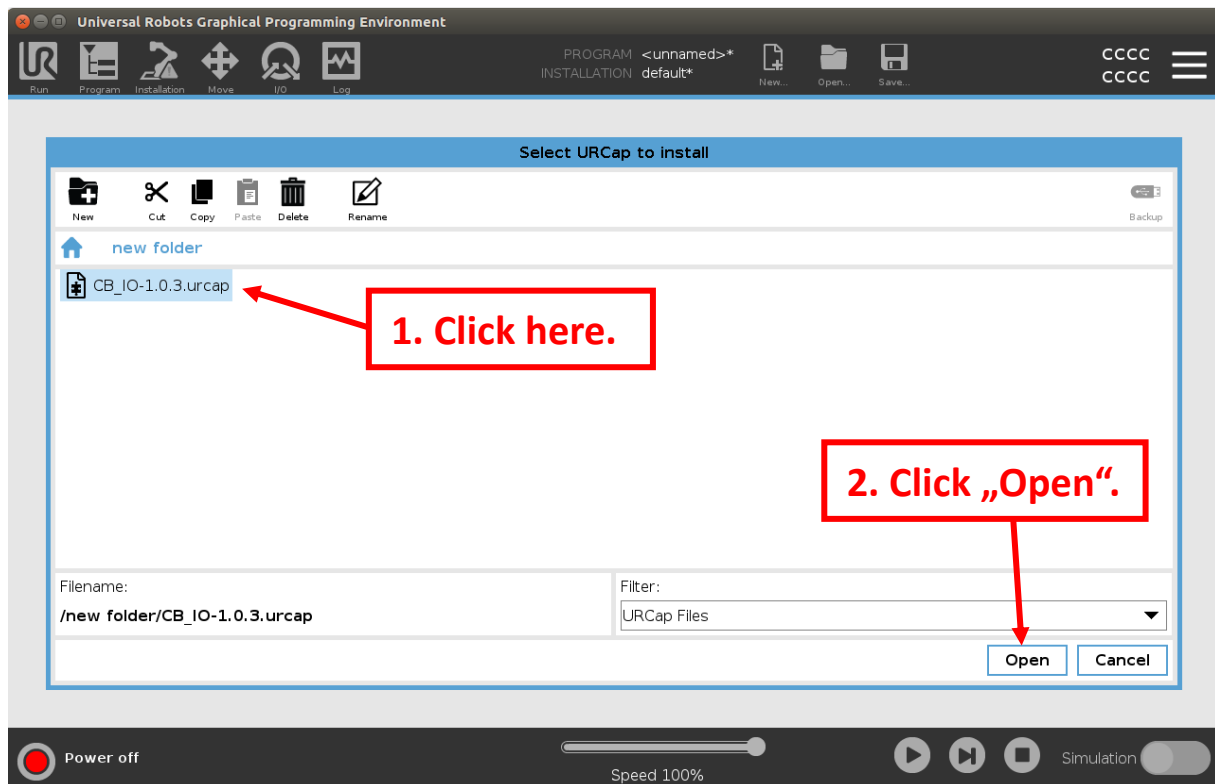 Universal Robots Graphical Programming Environment
UR
Run
Program
Installation
Move
I/O
Log
PROGRAM <unnamed>*
INSTALLATION default*
New...
Open...
Save...
CCCC
CCCC
Select URCap to install
New
Cut
Copy
Paste
Delete
Rename
Backup
new folder
CB_IO-1.0.3.urcap
1. Click here.
2. Click „Open“.
Filename:
/new folder/CB_IO-1.0.3.urcap
Filter:
URCap Files
Open
Cancel
Power off
Speed 100%
Simulation